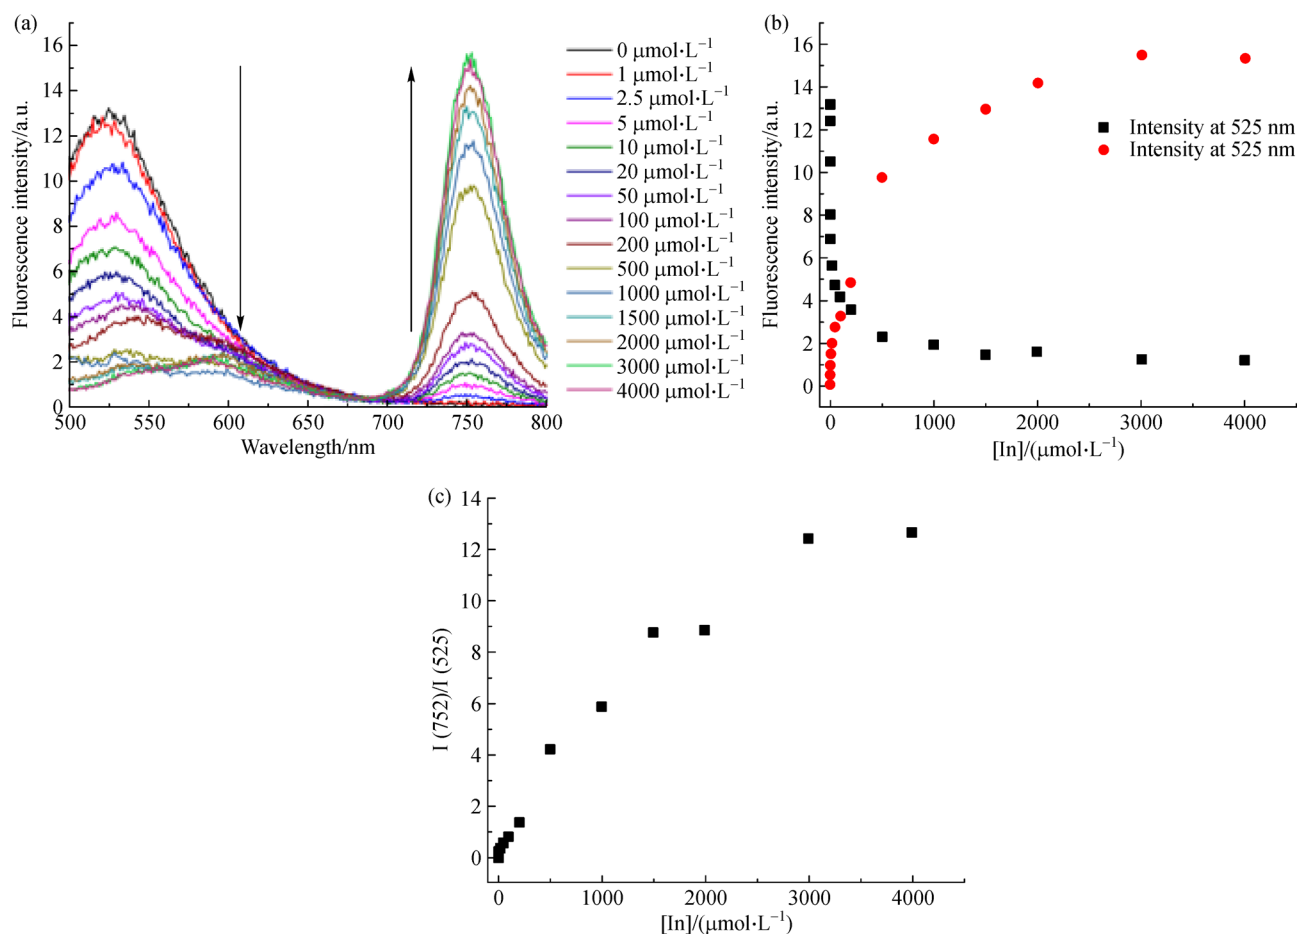 (a)
16
14
12
10
8
6
4
2
0
Fluorescence intensity/a.u.
500
550
600
650
700
750
800
Wavelength/nm
0 μmol·L⁻¹
1 μmol·L⁻¹
2.5 μmol·L⁻¹
5 μmol·L⁻¹
10 μmol·L⁻¹
20 μmol·L⁻¹
50 μmol·L⁻¹
100 μmol·L⁻¹
200 μmol·L⁻¹
500 μmol·L⁻¹
1000 μmol·L⁻¹
1500 μmol·L⁻¹
2000 μmol·L⁻¹
3000 μmol·L⁻¹
4000 μmol·L⁻¹
(b)
16
14
12
10
8
6
4
2
0
Fluorescence intensity/a.u.
Intensity at 525 nm
Intensity at 525 nm
0
1000
2000
3000
4000
[In]/(μmol·L⁻¹)
(c)
14
12
10
8
6
4
2
0
I (752)/I (525)
0
1000
2000
3000
4000
[In]/(μmol·L⁻¹)